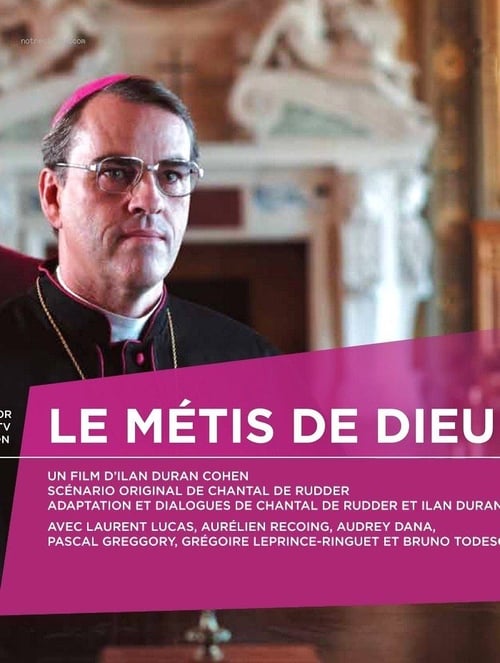 LE MÉTIS DE DIEU
UN FILM D'ILAN DURAN COHEN
SCÉNARIO ORIGINAL DE CHANTAL DE RUDDER
ADAPTATION ET DIALOGUES DE CHANTAL DE RUDDER ET ILAN DURAN
AVEC LAURENT LUCAS, AURÉLIEN RECOING, AUDREY DANA,
PASCAL GREGGORY, GRÉGOIRE LEPRINCE-RINGUET ET BRUNO TODESC